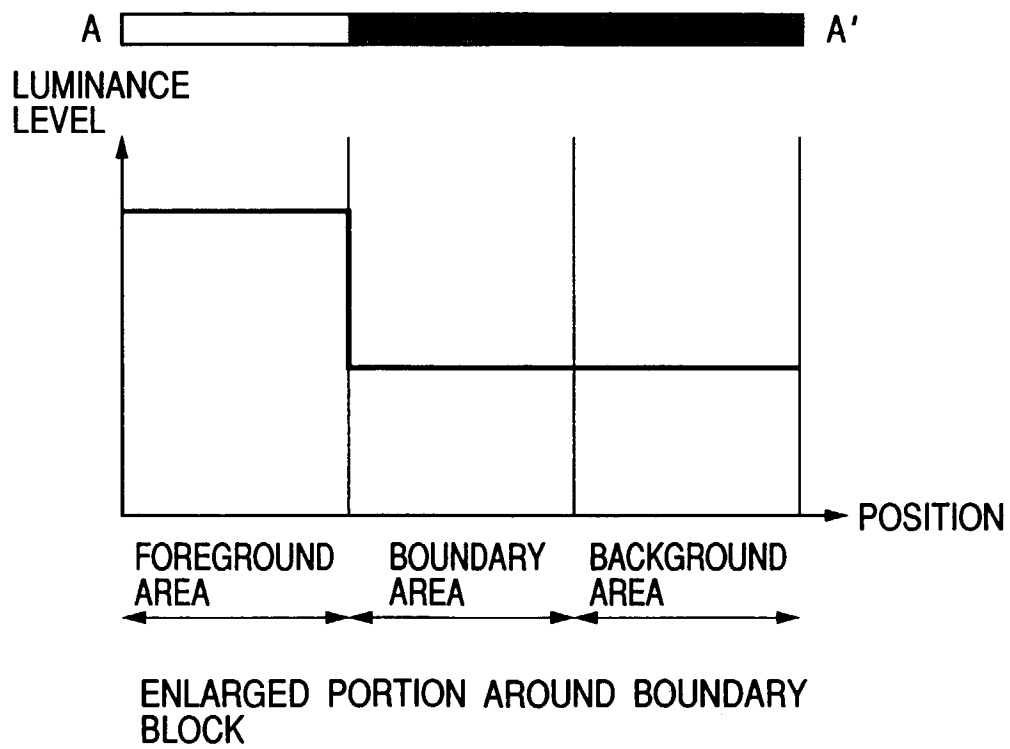 A A'
LUMINANCE
LEVEL
POSITION
FOREGROUND
AREA
BOUNDARY
AREA
BACKGROUND
AREA
ENLARGED PORTION AROUND BOUNDARY
BLOCK